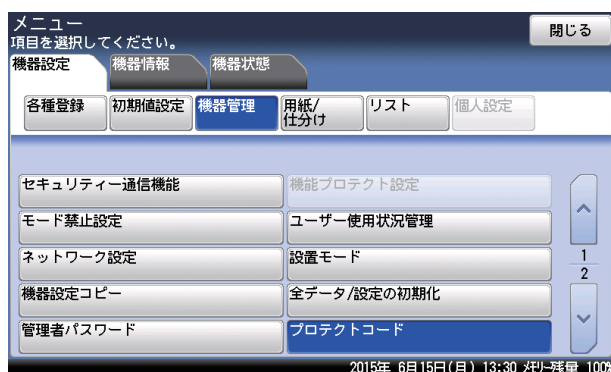 メニュー
項目を選択してください。
閉じる
機器設定 機器情報 機器状態
各種登録 初期値設定 機器管理 用紙/
仕分け リスト 個人設定
セキュリティー通信機能 機能プロテクト設定
モード禁止設定 ユーザー使用状況管理
ネットワーク設定 設置モード
機器設定コピー 全データ/設定の初期化
管理者パスワード プロテクトコード
1
2
2015年 6月15日(月) 13:30 メモリー残量 100%